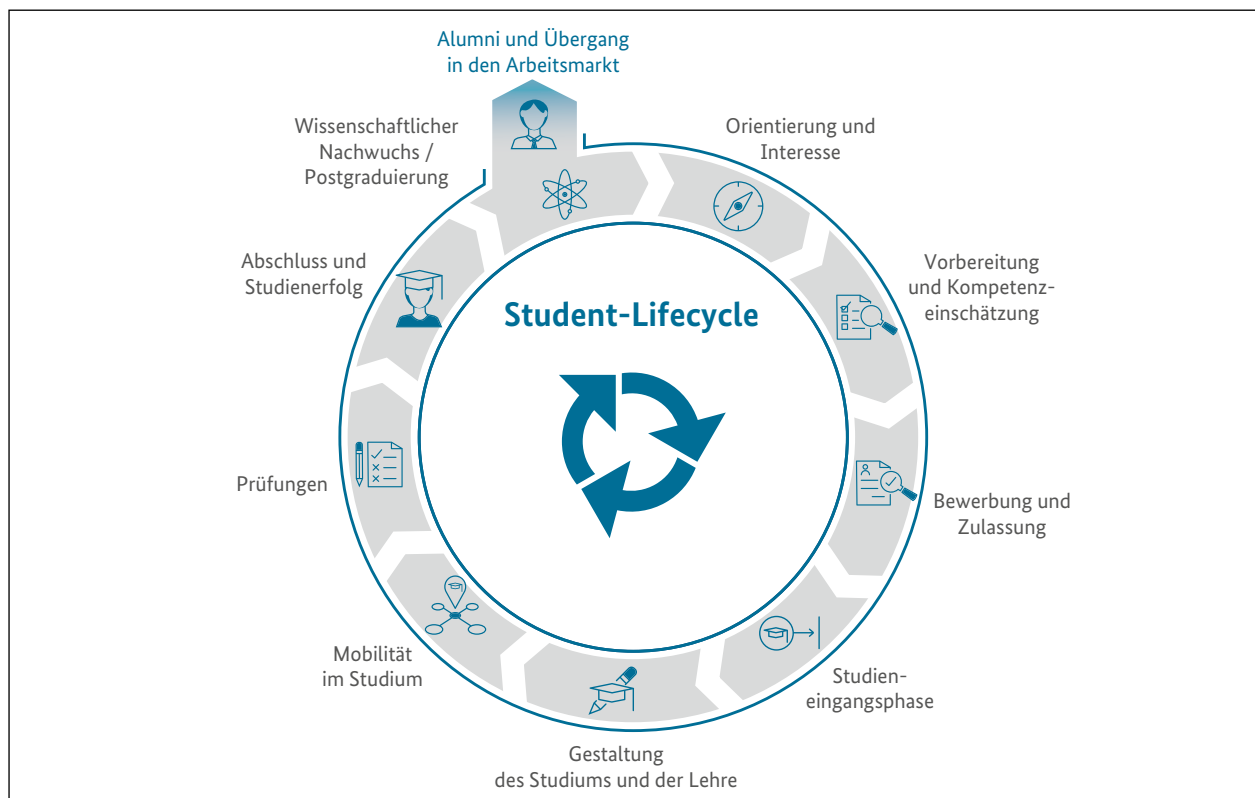 Alumni und Übergang
in den Arbeitsmarkt
Wissenschaftlicher
Nachwuchs /
Postgraduierung
Orientierung und
Interesse
Abschluss und
Studienerfolg
Vorbereitung
und Kompetenz-
einschätzung
Student-Lifecycle
Prüfungen
Bewerbung und
Zulassung
Mobilität
im Studium
Studien-
eingangsphase
Gestaltung
des Studiums und der Lehre